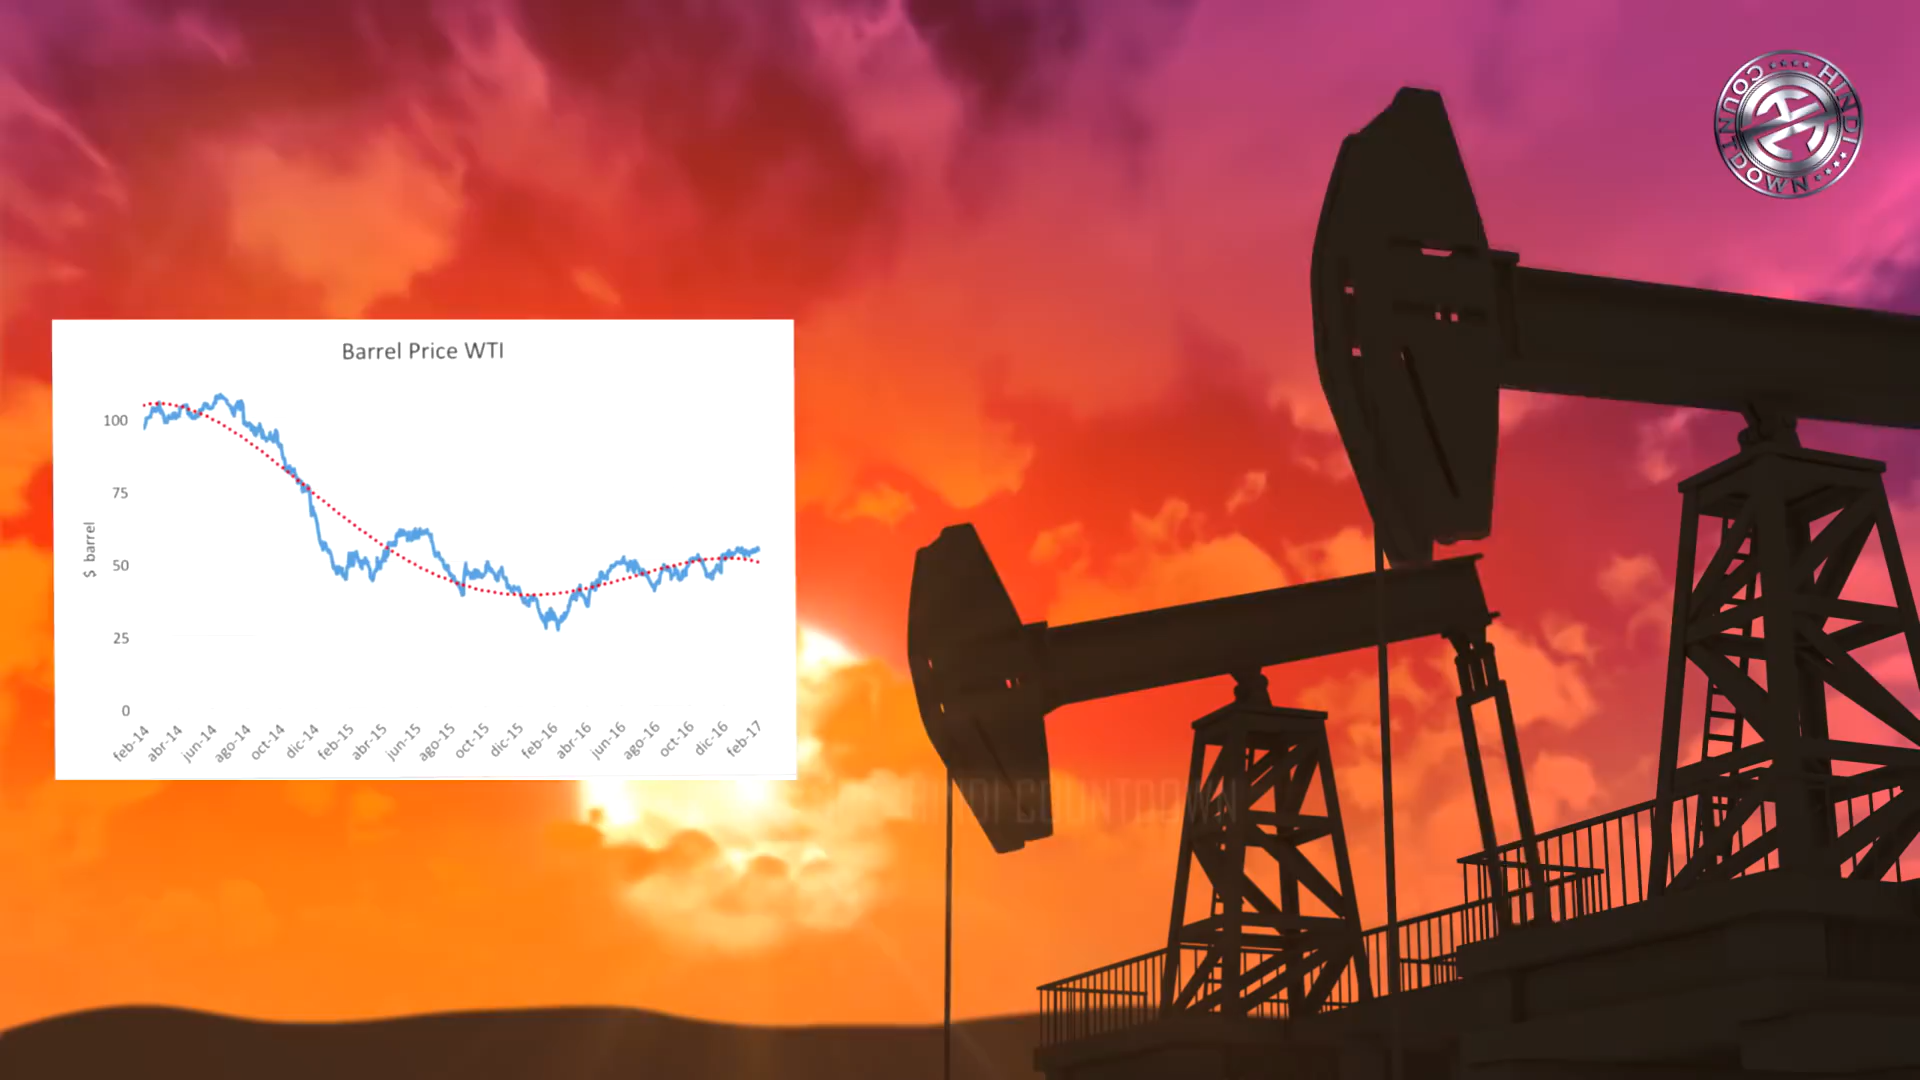 HINDI
COUNTDOWN
Barrel Price WTI
100
75
50
25
0
$ barrel
feb-14
abr-14
jun-14
ago-14
oct-14
dic-14
feb-15
abr-15
jun-15
ago-15
oct-15
dic-15
feb-16
abr-16
jun-16
ago-16
oct-16
dic-16
feb-17
HINDI COUNTDOWN